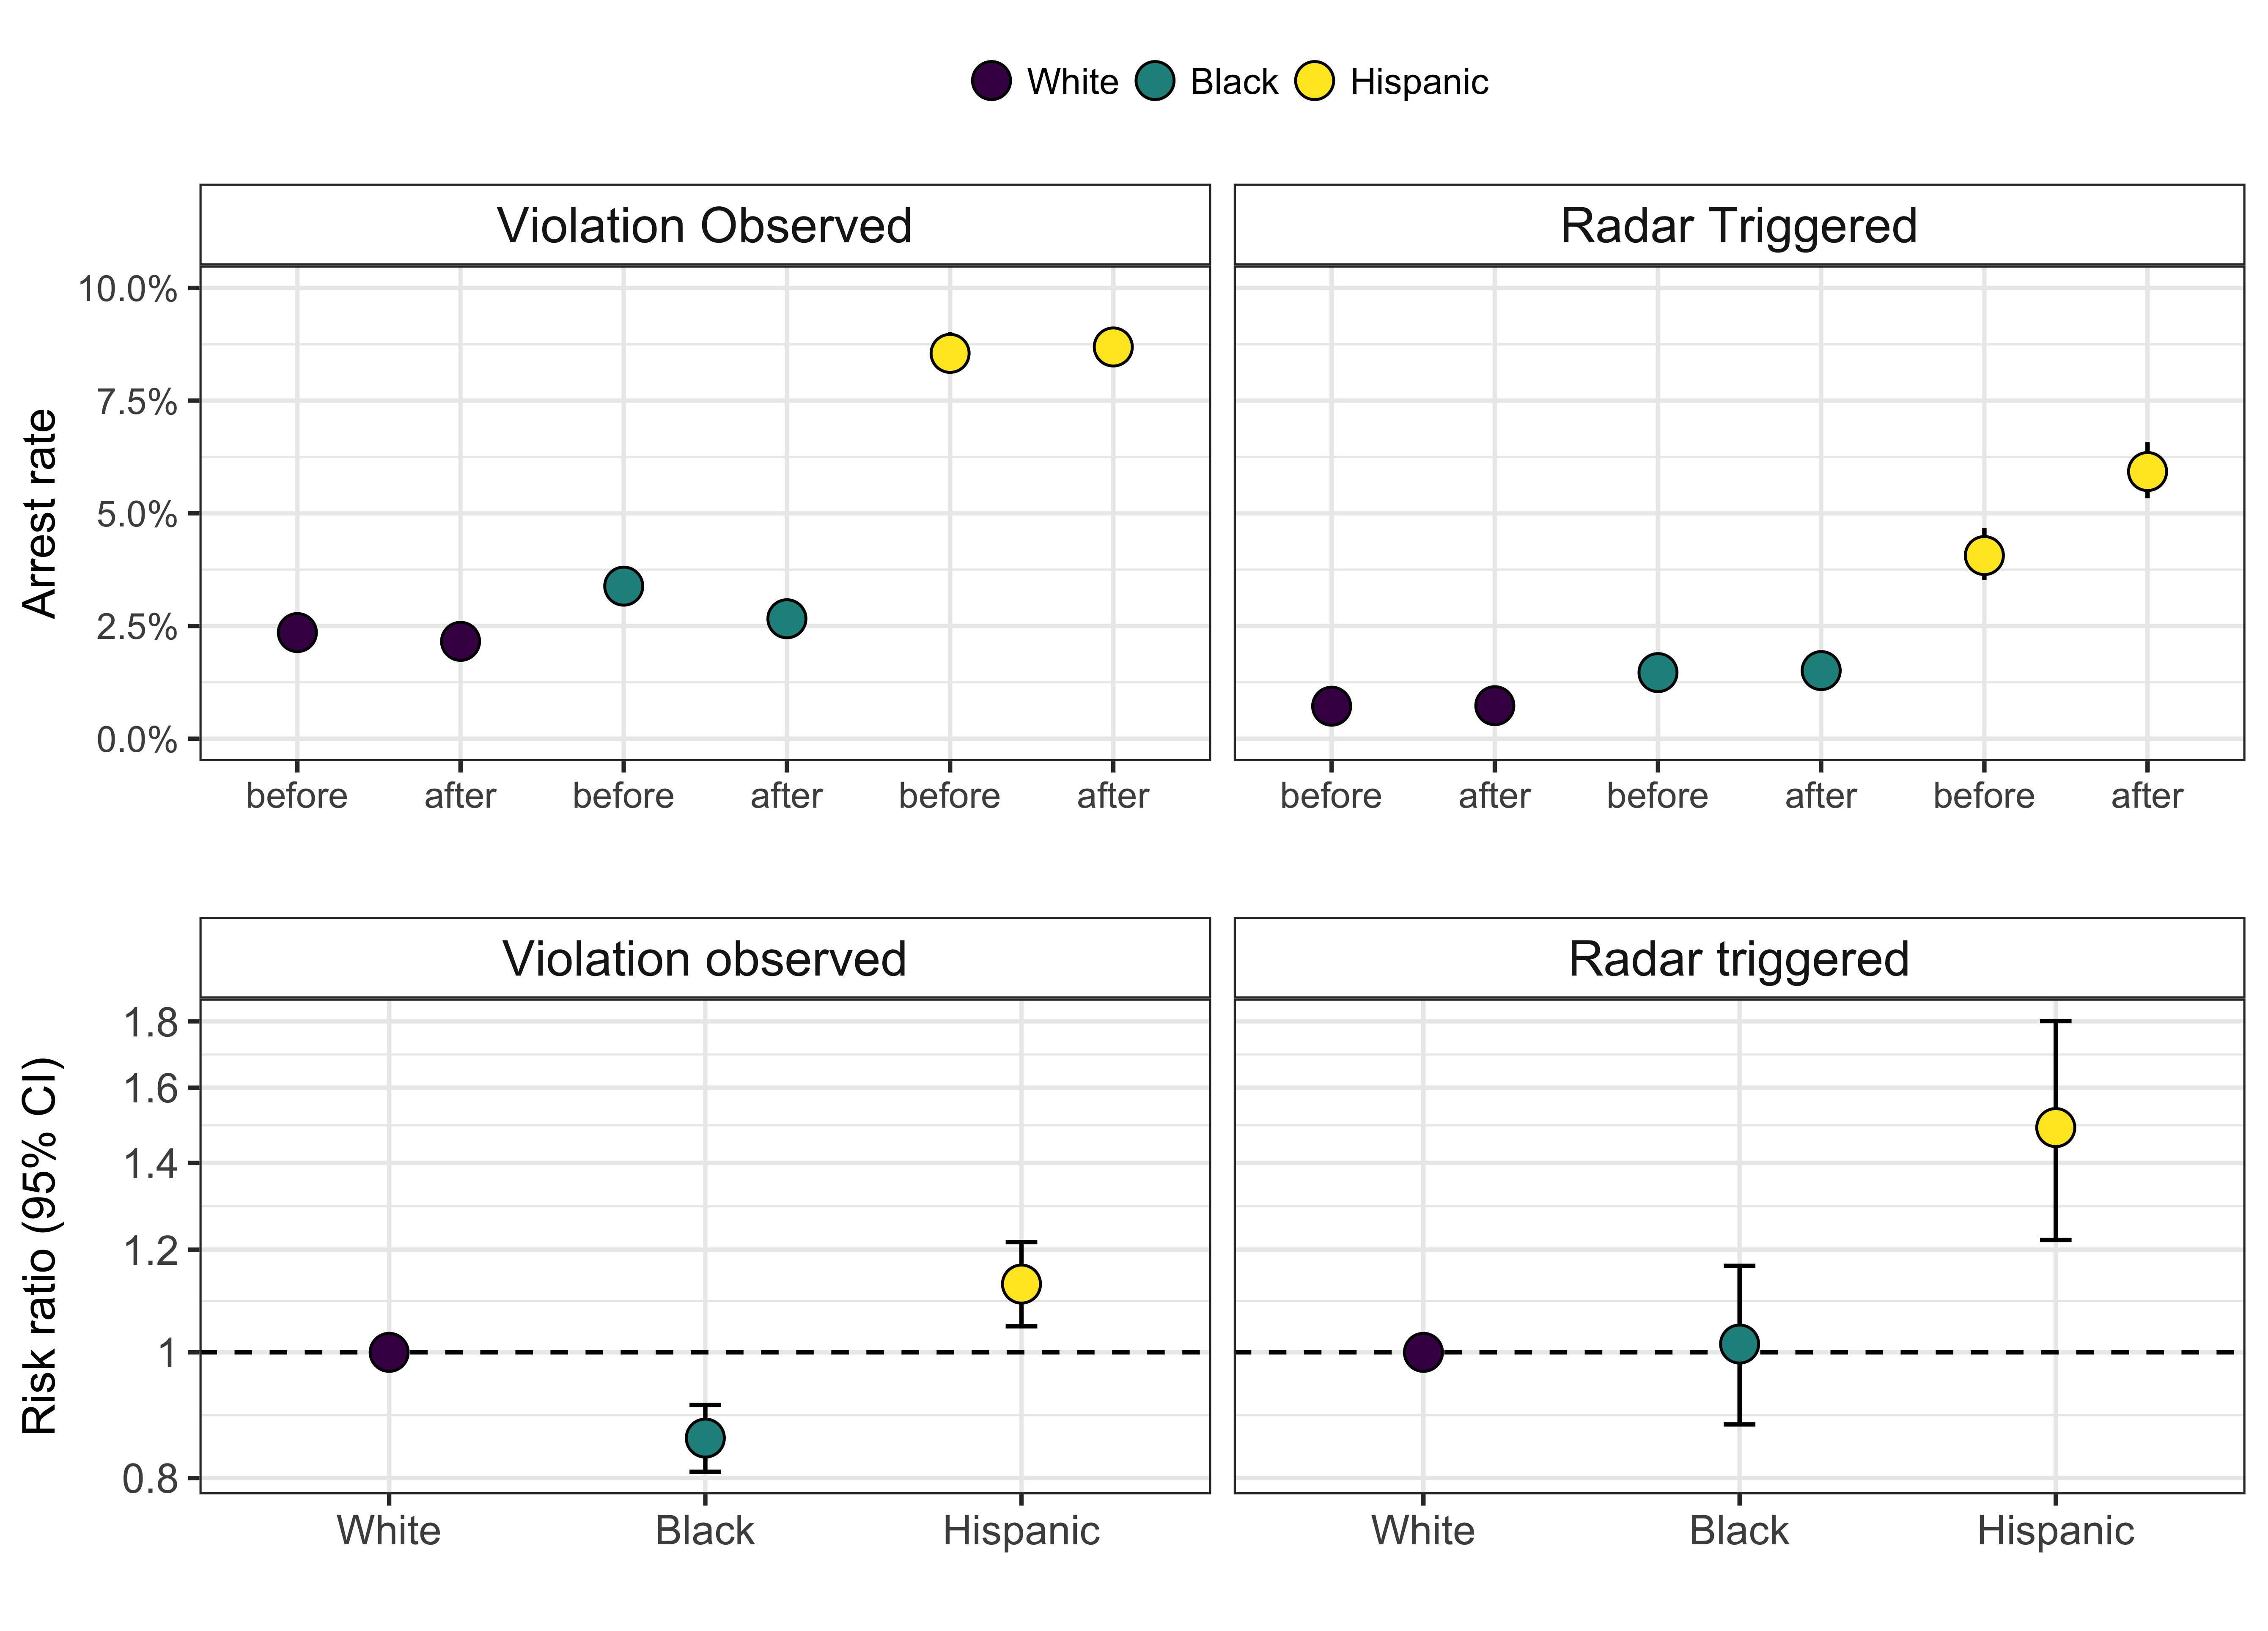 White Black Hispanic
Violation Observed Radar Triggered
Arrest rate
10.0%
7.5%
5.0%
2.5%
0.0%
before after before after before after before after before after before after
Violation observed Radar triggered
Risk ratio (95% CI)
1.8
1.6
1.4
1.2
1
0.8
White Black Hispanic White Black Hispanic